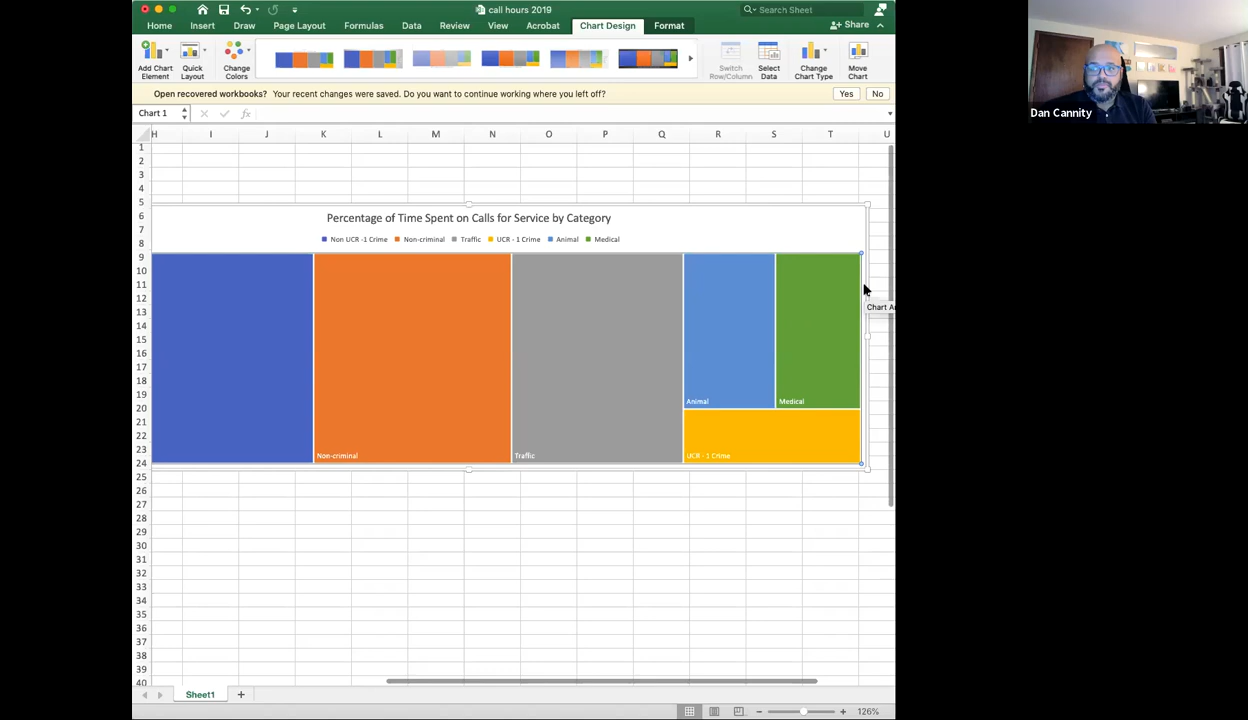 call hours 2019
Search Sheet
Home Insert Draw Page Layout Formulas Data Review View Acrobat Chart Design Format Share
Add Chart Element
Quick Layout
Change Colors
Switch Row/Column
Select Data
Change Chart Type
Move Chart
Open recovered workbooks? Your recent changes were saved. Do you want to continue working where you left off? Yes No
Chart 1 fx
H I J K L M N O P Q R S T U
1
2
3
4
5
6
7
8
9
10
11
12
13
14
15
16
17
18
19
20
21
22
23
24
25
26
27
28
29
30
31
32
33
34
35
36
37
38
39
40
Percentage of Time Spent on Calls for Service by Category
Non UCR -1 Crime Non-criminal Traffic UCR - 1 Crime Animal Medical
Chart A
Animal Medical
Non-criminal Traffic UCR - 1 Crime
Sheet1 +
126%
Dan Cannity